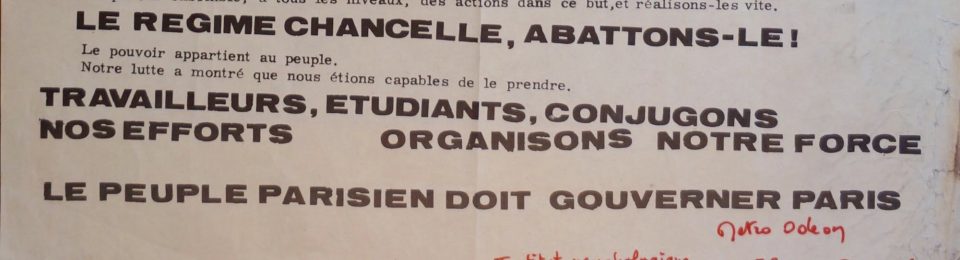 à tous les niveaux, des actions dans ce but,et réalisons-les vite.
LE REGIME CHANCELLE, ABATTONS-LE!
Le pouvoir appartient au peuple.
Notre lutte a montré que nous étions capables de le prendre.
TRAVAILLEURS, ETUDIANTS, CONJUGONS
NOS EFFORTS ORGANISONS NOTRE FORCE
LE PEUPLE PARISIEN DOIT GOUVERNER PARIS
Metro Odeon